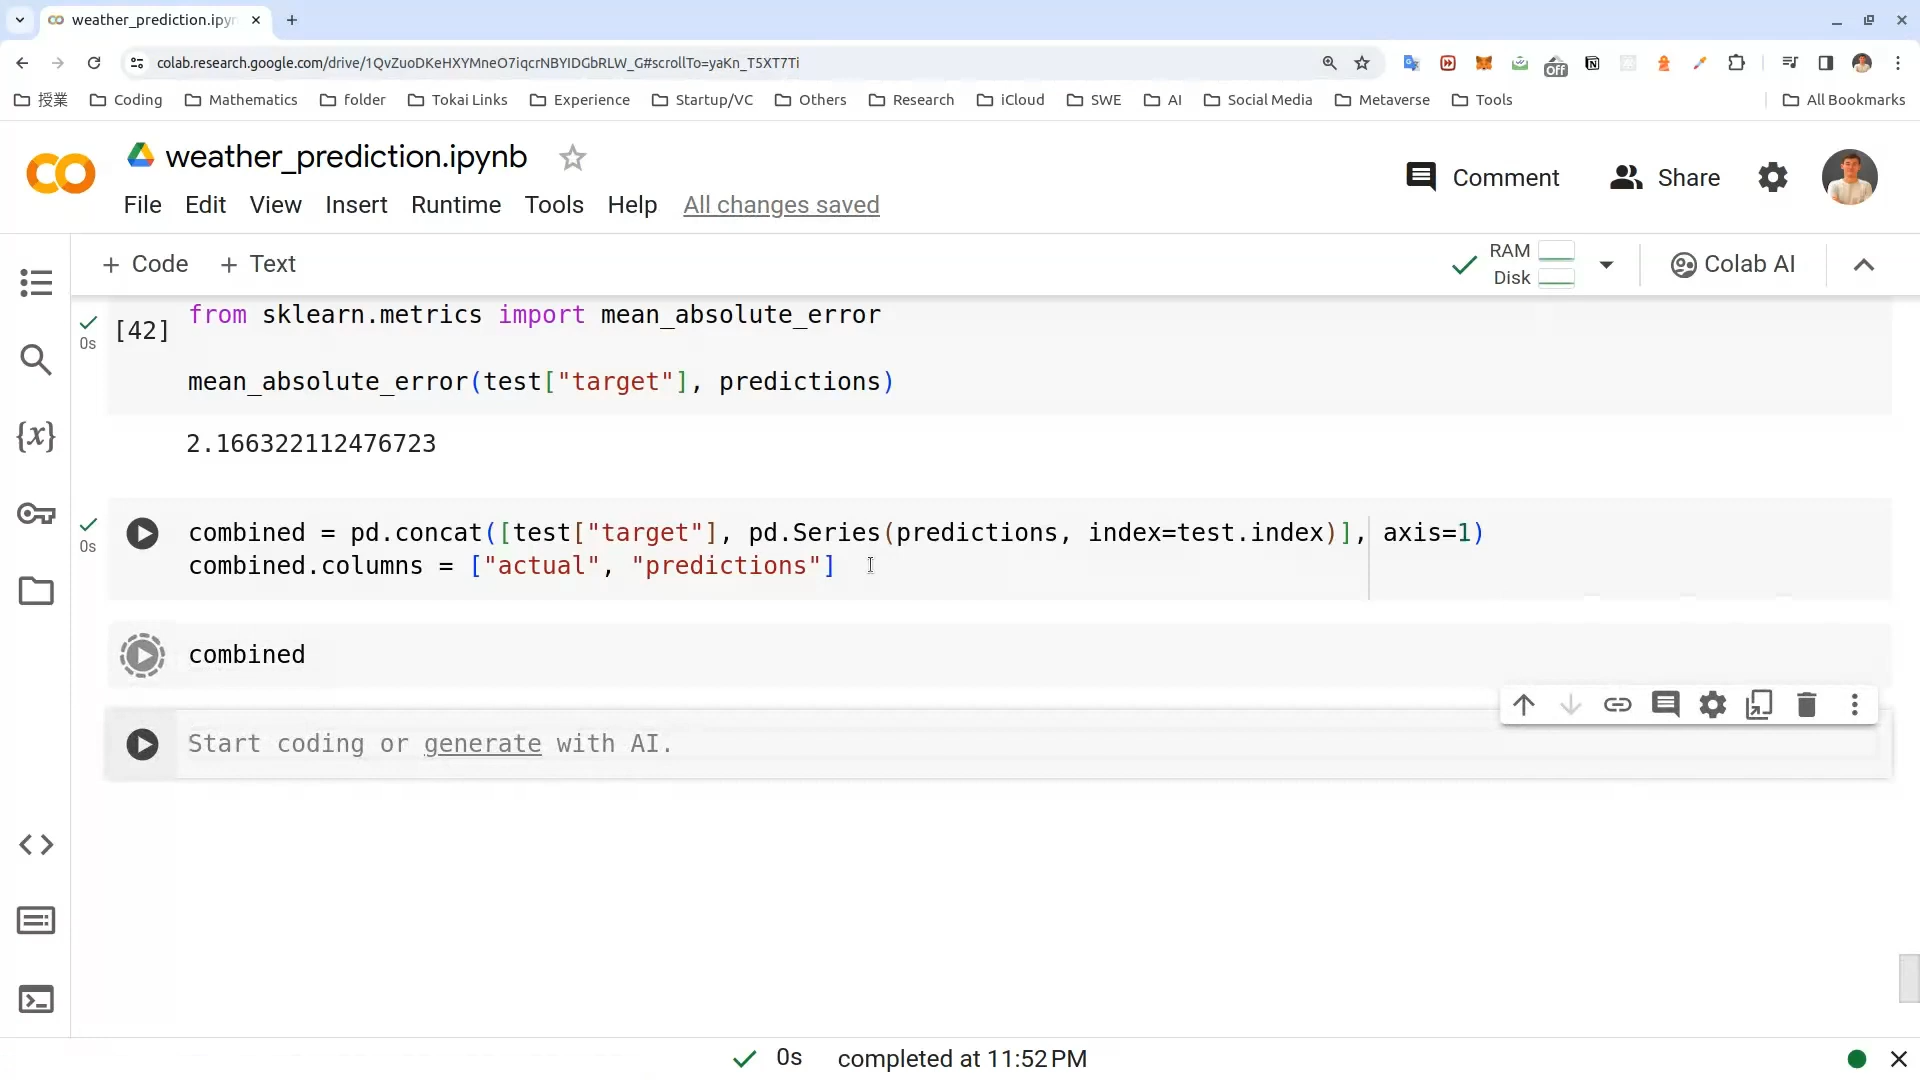 weather_prediction.ipyn
colab.research.google.com/drive/1QvZuoDKeHXYMneO7iqcrNBYIDGbRLW_G#scrollTo=yaKn_T5XT7Ti
Off
授業 Coding Mathematics folder Tokai Links Experience Startup/VC Others Research iCloud SWE AI Social Media Metaverse Tools All Bookmarks
weather_prediction.ipynb
Comment Share
File Edit View Insert Runtime Tools Help All changes saved
+ Code + Text
RAM
Disk
Colab AI
[42] from sklearn.metrics import mean_absolute_error
0s
mean_absolute_error(test["target"], predictions)
2.166322112476723
combined = pd.concat([test["target"], pd.Series(predictions, index=test.index)], axis=1)
0s
combined.columns = ["actual", "predictions"]
combined
Start coding or generate with AI.
{x}
0s completed at 11:52 PM